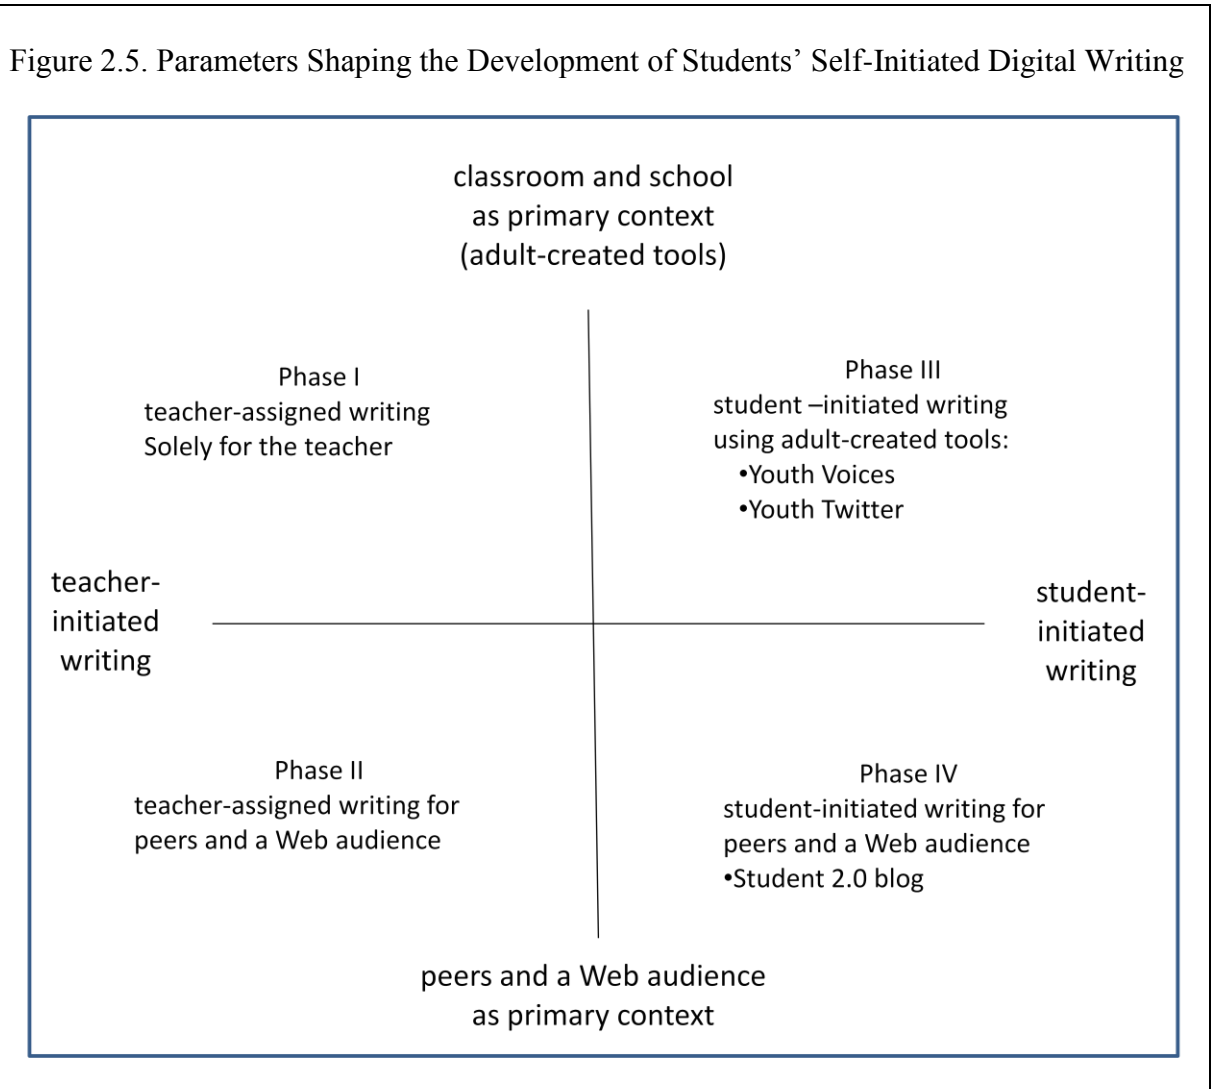 Figure 2.5. Parameters Shaping the Development of Students’ Self-Initiated Digital Writing
classroom and school
as primary context
(adult-created tools)
Phase I
teacher-assigned writing
Solely for the teacher
Phase III
student –initiated writing
using adult-created tools:
•Youth Voices
•Youth Twitter
teacher-
initiated
writing
student-
initiated
writing
Phase II
teacher-assigned writing for
peers and a Web audience
Phase IV
student-initiated writing for
peers and a Web audience
•Student 2.0 blog
peers and a Web audience
as primary context